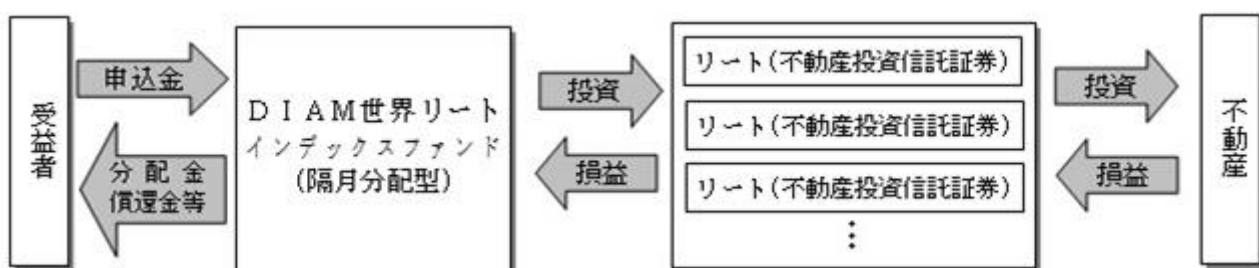 受益者
申込金
分配金
償還金等
DIAM世界リート
インデックスファンド
(隔月分配型)
投資
損益
リート(不動産投資信託証券)
リート(不動産投資信託証券)
リート(不動産投資信託証券)
⋮
投資
損益
不動産